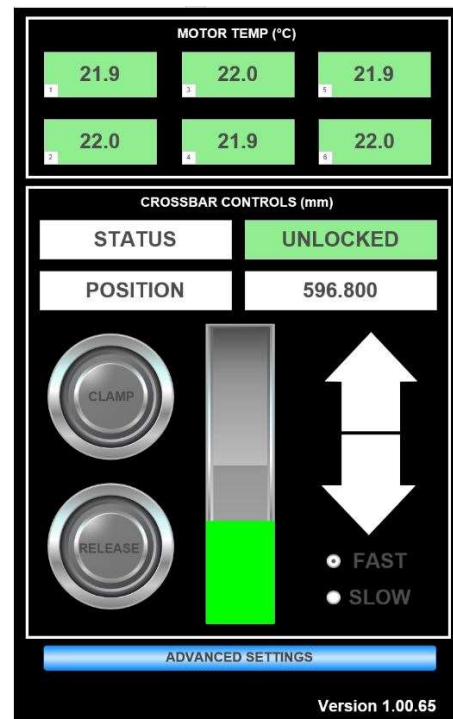 MOTOR TEMP (°C)
21.9 22.0 21.9
1 3 5
22.0 21.9 22.0
2 4 6
CROSSBAR CONTROLS (mm)
STATUS UNLOCKED
POSITION 596.800
CLAMP
RELEASE
FAST
SLOW
ADVANCED SETTINGS
Version 1.00.65